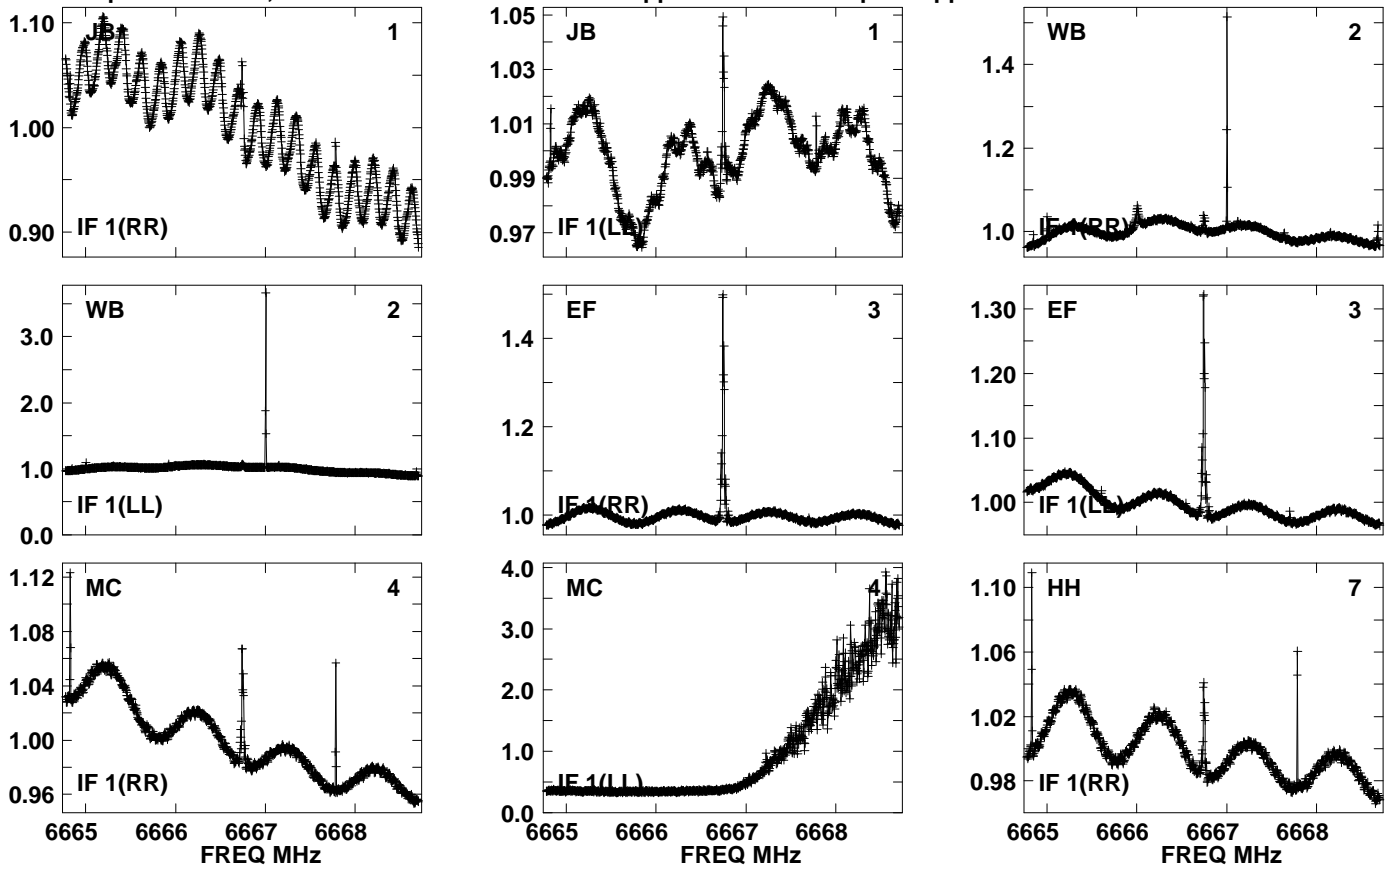 JB 1
1.10
1.00
0.90
IF 1(RR)
JB 1
1.05
1.03
1.01
0.99
0.97
IF 1(LL)
WB 2
1.4
1.2
1.0
IF 1(RR)
WB 2
3.0
2.0
1.0
0.0
IF 1(LL)
EF 3
1.4
1.2
1.0
IF 1(RR)
EF 3
1.30
1.20
1.10
1.00
IF 1(LL)
MC 4
1.12
1.08
1.04
1.00
0.96
IF 1(RR)
6665 6666 6667 6668
FREQ MHz
MC 4
4.0
3.0
2.0
1.0
0.0
IF 1(LL)
HH 7
1.10
1.06
1.02
0.98
IF 1(RR)
6665 6666 6667 6668
6665 6666 6667 6668
FREQ MHz